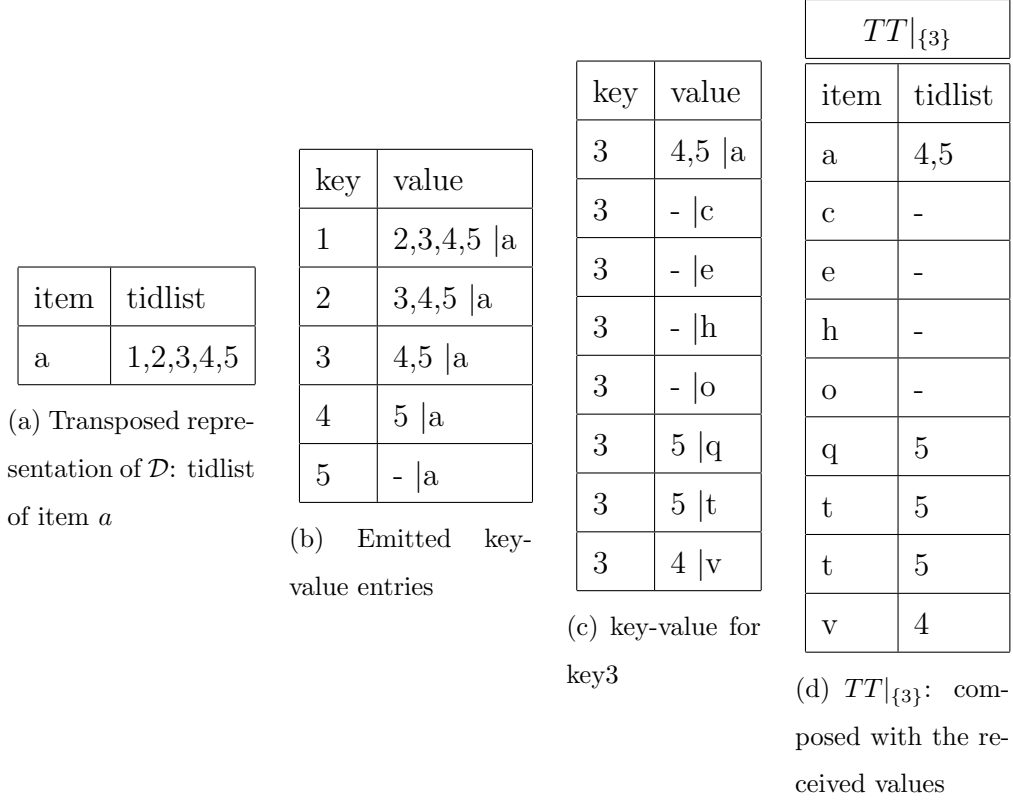 item tidlist
a 1,2,3,4,5
(a) Transposed repre-
sentation of 𝒟: tidlist
of item a
key value
1 2,3,4,5 |a
2 3,4,5 |a
3 4,5 |a
4 5 |a
5 - |a
(b) Emitted key-
value entries
key value
3 4,5 |a
3 - |c
3 - |e
3 - |h
3 - |o
3 5 |q
3 5 |t
3 4 |v
(c) key-value for
key3
TT|{3}
item tidlist
a 4,5
c -
e -
h -
o -
q 5
t 5
t 5
v 4
(d) TT|{3}: com-
posed with the re-
ceived values